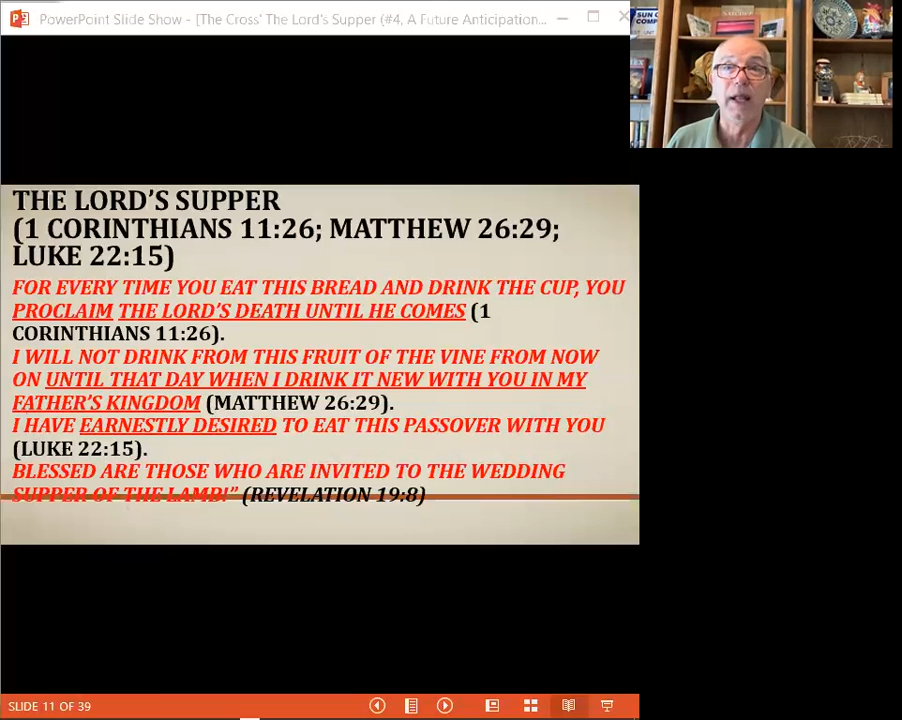 PowerPoint Slide Show - [The Cross' The Lord's Supper (#4, A Future Anticipation...
SUN
COMP
THE LORD'S SUPPER
(1 CORINTHIANS 11:26; MATTHEW 26:29;
LUKE 22:15)
FOR EVERY TIME YOU EAT THIS BREAD AND DRINK THE CUP, YOU
PROCLAIM THE LORD'S DEATH UNTIL HE COMES (1
CORINTHIANS 11:26).
I WILL NOT DRINK FROM THIS FRUIT OF THE VINE FROM NOW
ON UNTIL THAT DAY WHEN I DRINK IT NEW WITH YOU IN MY
FATHER'S KINGDOM (MATTHEW 26:29).
I HAVE EARNESTLY DESIRED TO EAT THIS PASSOVER WITH YOU
(LUKE 22:15).
BLESSED ARE THOSE WHO ARE INVITED TO THE WEDDING
SUPPER OF THE LAMB!" (REVELATION 19:8)
SLIDE 11 OF 39